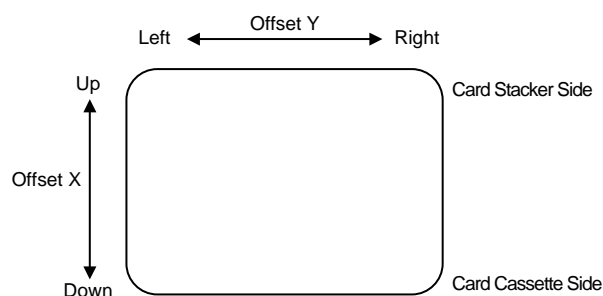 Offset Y
Left Right
Up
Card Stacker Side
Offset X
Down
Card Cassette Side